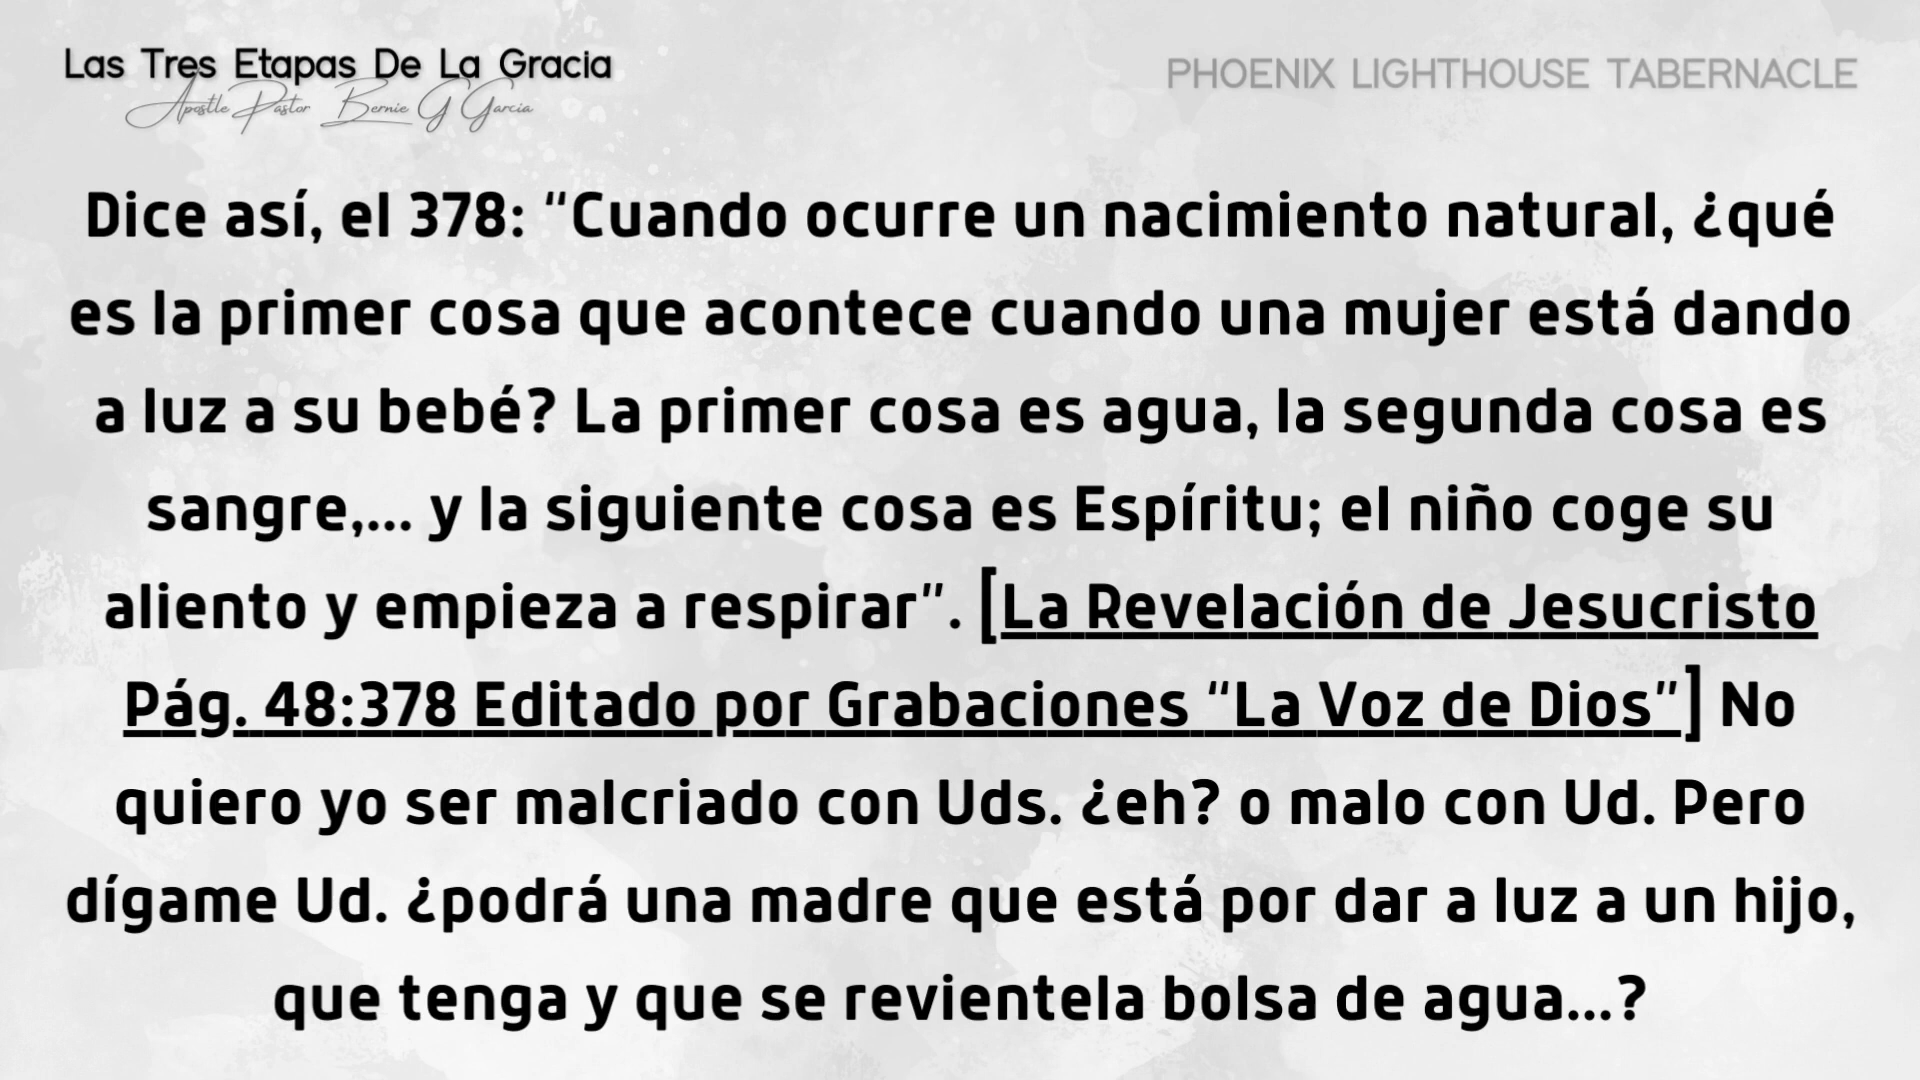 Las Tres Etapas De La Gracia
Apostle Pastor Bernie G Garcia
PHOENIX LIGHTHOUSE TABERNACLE
Dice así, el 378: “Cuando ocurre un nacimiento natural, ¿qué
es la primer cosa que acontece cuando una mujer está dando
a luz a su bebé? La primer cosa es agua, la segunda cosa es
sangre,... y la siguiente cosa es Espíritu; el niño coge su
aliento y empieza a respirar”. [La Revelación de Jesucristo
Pág. 48:378 Editado por Grabaciones “La Voz de Dios”] No
quiero yo ser malcriado con Uds. ¿eh? o malo con Ud. Pero
dígame Ud. ¿podrá una madre que está por dar a luz a un hijo,
que tenga y que se revientela bolsa de agua...?